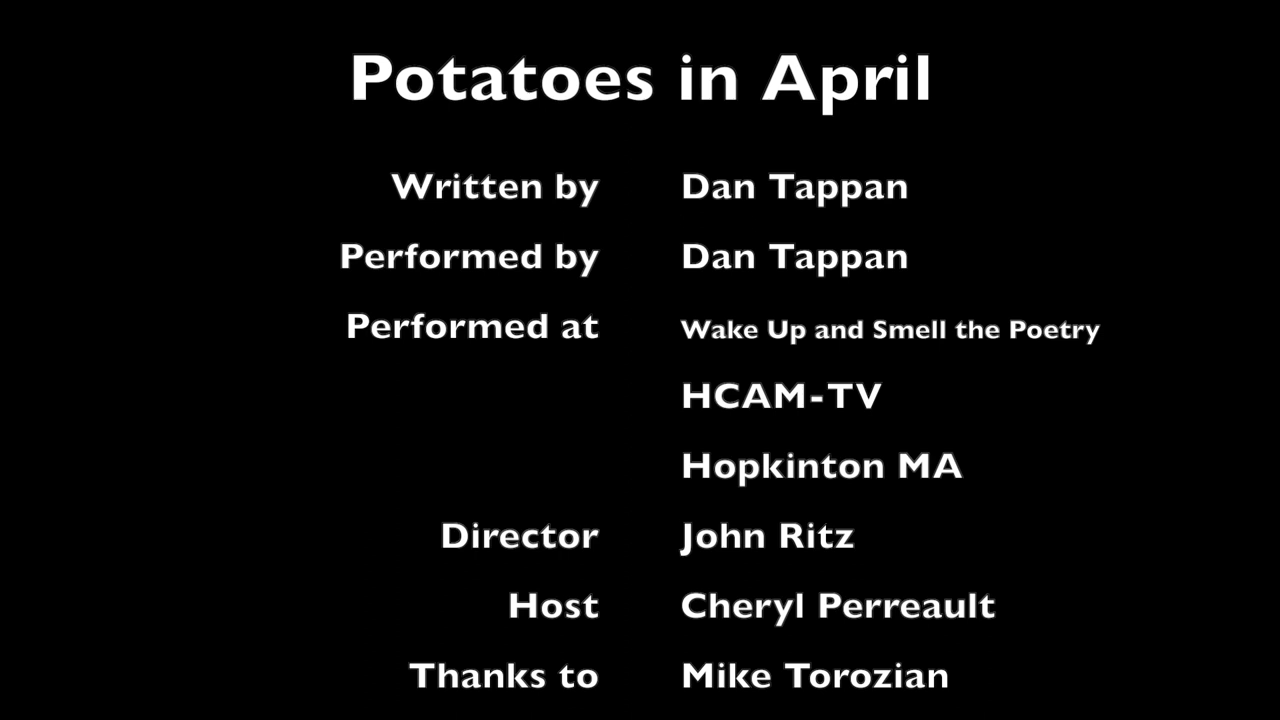 Potatoes in April
Written by Dan Tappan
Performed by Dan Tappan
Performed at Wake Up and Smell the Poetry
HCAM-TV
Hopkinton MA
Director John Ritz
Host Cheryl Perreault
Thanks to Mike Torozian